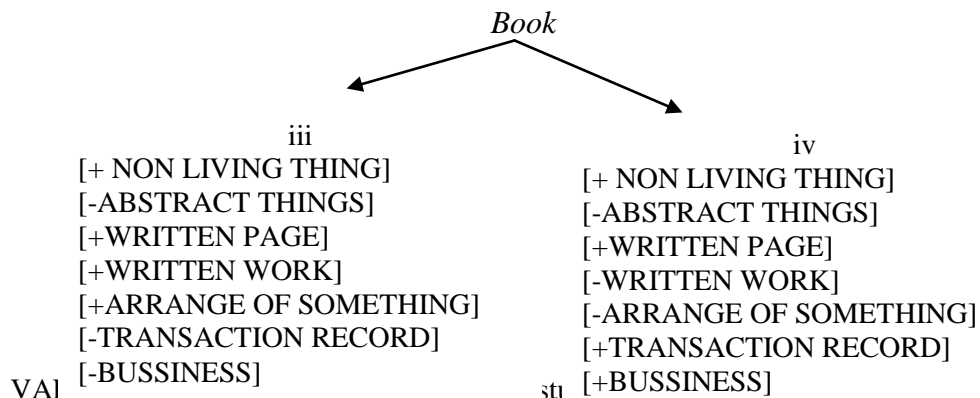 Book
iii
[+ NON LIVING THING]
[-ABSTRACT THINGS]
[+WRITTEN PAGE]
[+WRITTEN WORK]
[+ARRANGE OF SOMETHING]
[-TRANSACTION RECORD]
[-BUSSINESS]
iv
[+ NON LIVING THING]
[-ABSTRACT THINGS]
[+WRITTEN PAGE]
[-WRITTEN WORK]
[-ARRANGE OF SOMETHING]
[+TRANSACTION RECORD]
[+BUSSINESS]